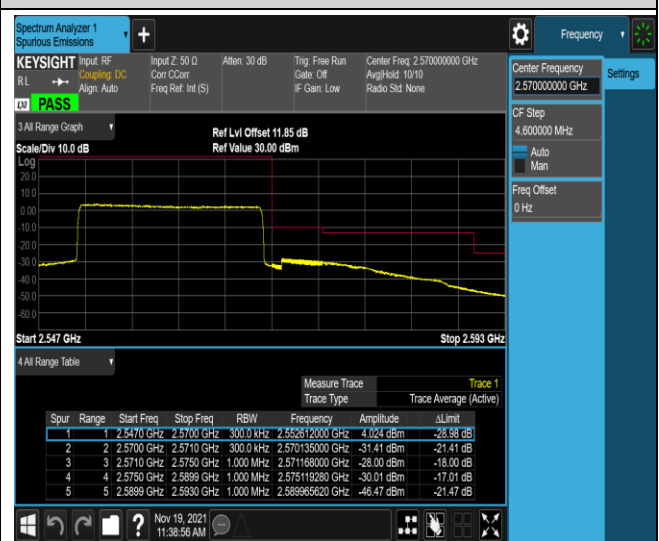 Spectrum Analyzer 1
Spurious Emissions
+
Frequency
KEYSIGHT Input: RF Input Z: 50 Ω Atten: 30 dB Trig: Free Run Center Freq: 2.570000000 GHz
RL Coupling: DC Corr CCorr Gate: Off Avg|Hold: 10/10
Align: Auto Freq Ref: Int (S) IF Gain: Low Radio Std: None
LXI PASS
Center Frequency
2.570000000 GHz
Settings
CF Step
4.600000 MHz
Auto
Man
Freq Offset
0 Hz
3 All Range Graph
Ref Lvl Offset 11.85 dB
Scale/Div 10.0 dB Ref Value 30.00 dBm
Log
20.0
10.0
0.00
-10.0
-20.0
-30.0
-40.0
-50.0
-60.0
Start 2.547 GHz Stop 2.593 GHz
4 All Range Table
Measure Trace Trace 1
Trace Type Trace Average (Active)
Spur Range Start Freq Stop Freq RBW Frequency Amplitude ΔLimit
1 1 2.5470 GHz 2.5700 GHz 300.0 kHz 2.552612000 GHz 4.024 dBm -28.98 dB
2 2 2.5700 GHz 2.5710 GHz 300.0 kHz 2.570135000 GHz -31.41 dBm -21.41 dB
3 3 2.5710 GHz 2.5750 GHz 1.000 MHz 2.571168000 GHz -28.00 dBm -18.00 dB
4 4 2.5750 GHz 2.5899 GHz 1.000 MHz 2.575119280 GHz -30.01 dBm -17.01 dB
5 5 2.5899 GHz 2.5930 GHz 1.000 MHz 2.589965620 GHz -46.47 dBm -21.47 dB
?
Nov 19, 2021
11:38:56 AM